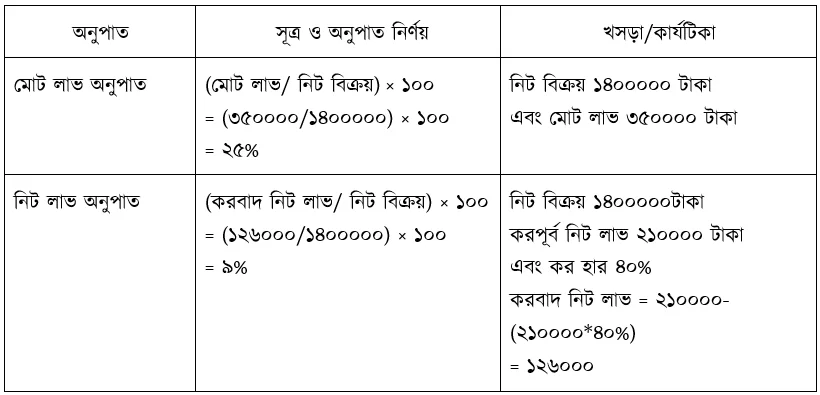 অনুপাত
সূত্র ও অনুপাত নির্ণয়
খসড়া/কার্যটিকা
মোট লাভ অনুপাত
(মোট লাভ/ নিট বিক্রয়) × ১০০
= (৩৫০০০০/১৪০০০০০) × ১০০
= ২৫%
নিট বিক্রয় ১৪০০০০০ টাকা
এবং মোট লাভ ৩৫০০০০ টাকা
নিট লাভ অনুপাত
(করবাদ নিট লাভ/ নিট বিক্রয়) × ১০০
= (১২৬০০০/১৪০০০০০) × ১০০
= ৯%
নিট বিক্রয় ১৪০০০০০টাকা
করপূর্ব নিট লাভ ২১০০০০ টাকা
এবং কর হার ৪০%
করবাদ নিট লাভ = ২১০০০০-
(২১০০০০*৪০%)
= ১২৬০০০